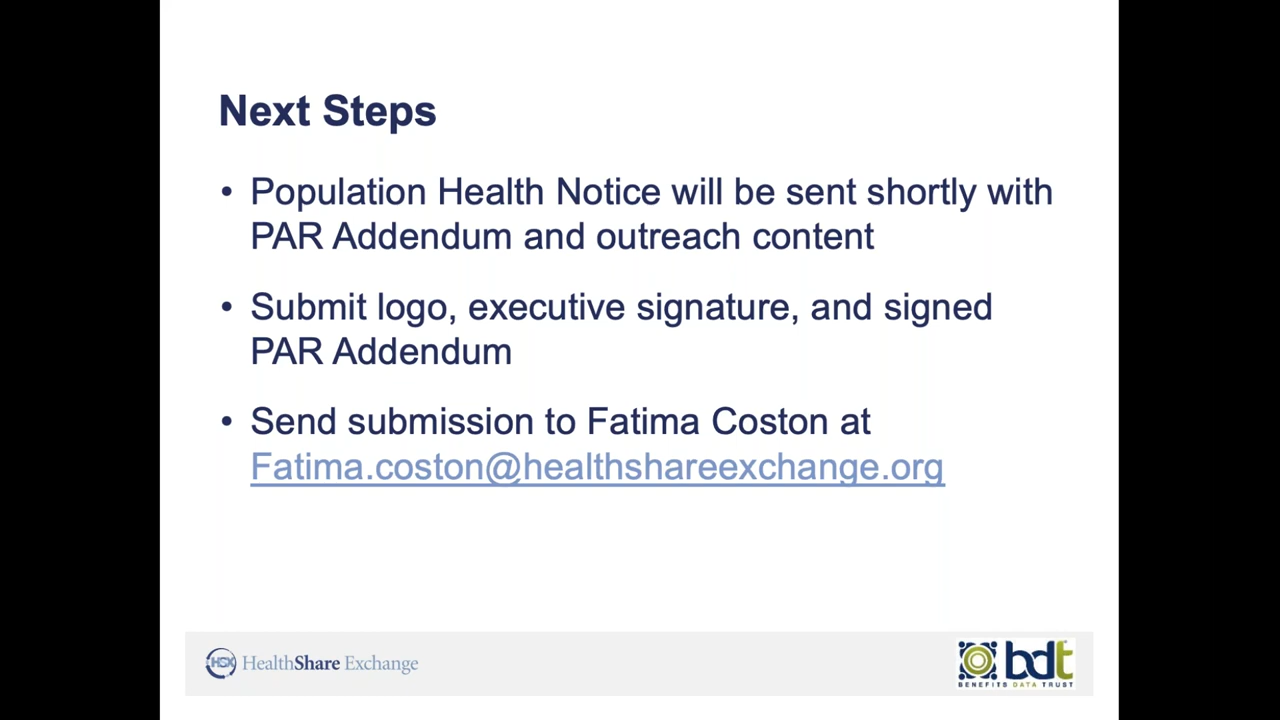 Next Steps
• Population Health Notice will be sent shortly with
PAR Addendum and outreach content
• Submit logo, executive signature, and signed
PAR Addendum
• Send submission to Fatima Coston at
Fatima.coston@healthshareexchange.org
HSX HealthShare Exchange
bdt
BENEFITS DATA TRUST